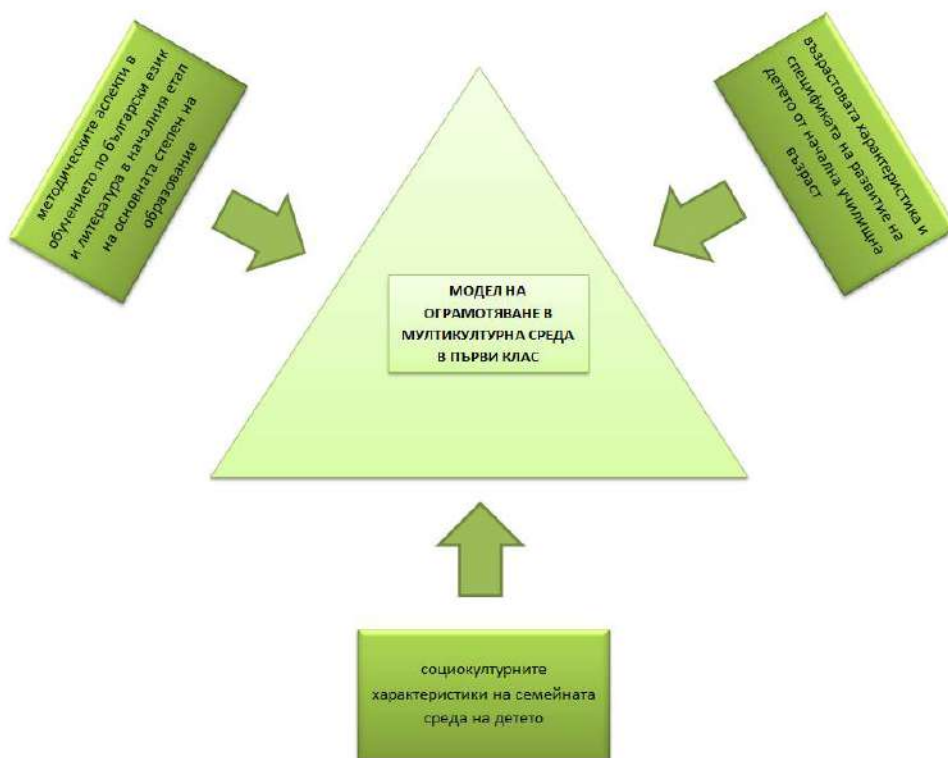 методическите аспекти в
обучението по български език
и литература в началния етап
на основната степен на
образование
възрастовата характеристика и
спецификата на развитие на
детето от начална училищна
възраст
МОДЕЛ НА
ОГРАМОТЯВАНЕ В
МУЛТИКУЛТУРНА СРЕДА
В ПЪРВИ КЛАС
социокултурните
характеристики на семейната
среда на детето